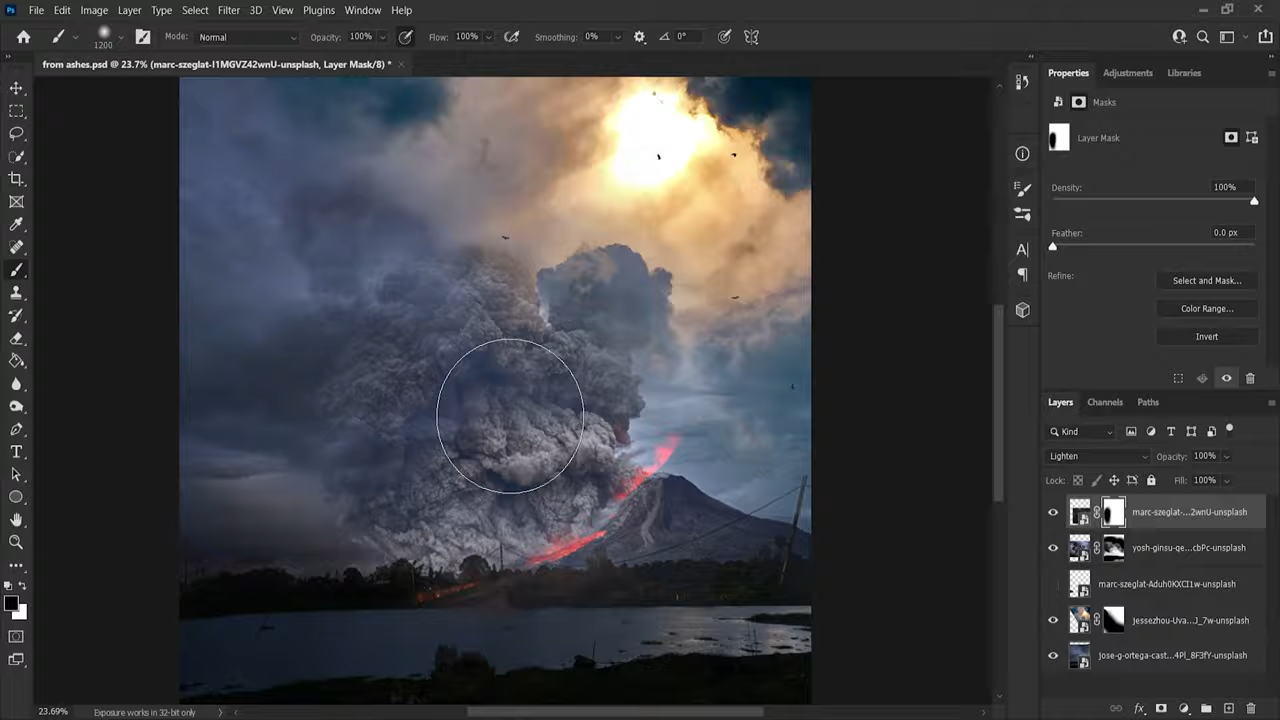 Ps File Edit Image Layer Type Select Filter 3D View Plugins Window Help
1200 Mode: Normal Opacity: 100% Flow: 100% Smoothing: 0% 0°
from ashes.psd @ 23.7% (marc-szeglat-I1MGVZ42wnU-unsplash, Layer Mask/8) *
Properties Adjustments Libraries
Masks
Layer Mask
Density: 100%
Feather: 0.0 px
Refine: Select and Mask...
Color Range...
Invert
Layers Channels Paths
Kind
Lighten Opacity: 100%
Lock: Fill: 100%
marc-szeglat-...2wnU-unsplash
yosh-ginsu-qe...cbPc-unsplash
marc-szeglat-Aduh0KXCI1w-unsplash
jessezhou-Uva...J_7w-unsplash
jose-g-ortega-cast...4Pl_8F3fY-unsplash
23.69% Exposure works in 32-bit only